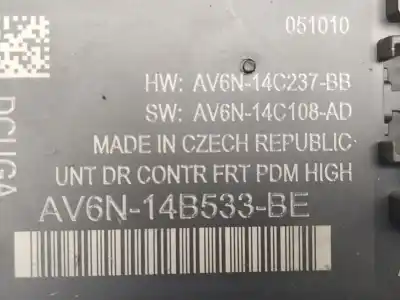 051010
HW: AV6N-14C237-BB
SW: AV6N-14C108-AD
MADE IN CZECH REPUBLIC
UNT DR CONTR FRT PDM HIGH
AV6N-14B533-BE